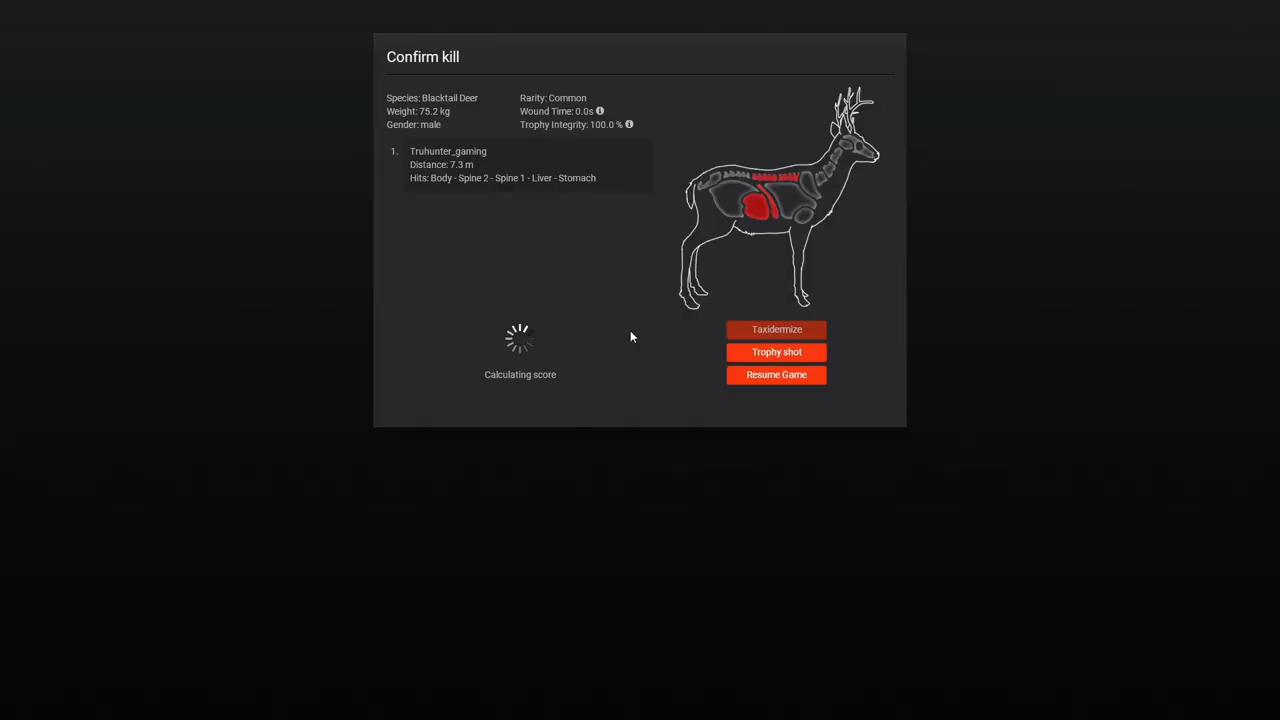 Confirm kill
Species: Blacktail Deer
Rarity: Common
Weight: 75.2 kg
Wound Time: 0.0s
Gender: male
Trophy Integrity: 100.0 %
1. Truhunter_gaming
Distance: 7.3 m
Hits: Body - Spine 2 - Spine 1 - Liver - Stomach
Taxidermize
Trophy shot
Calculating score
Resume Game